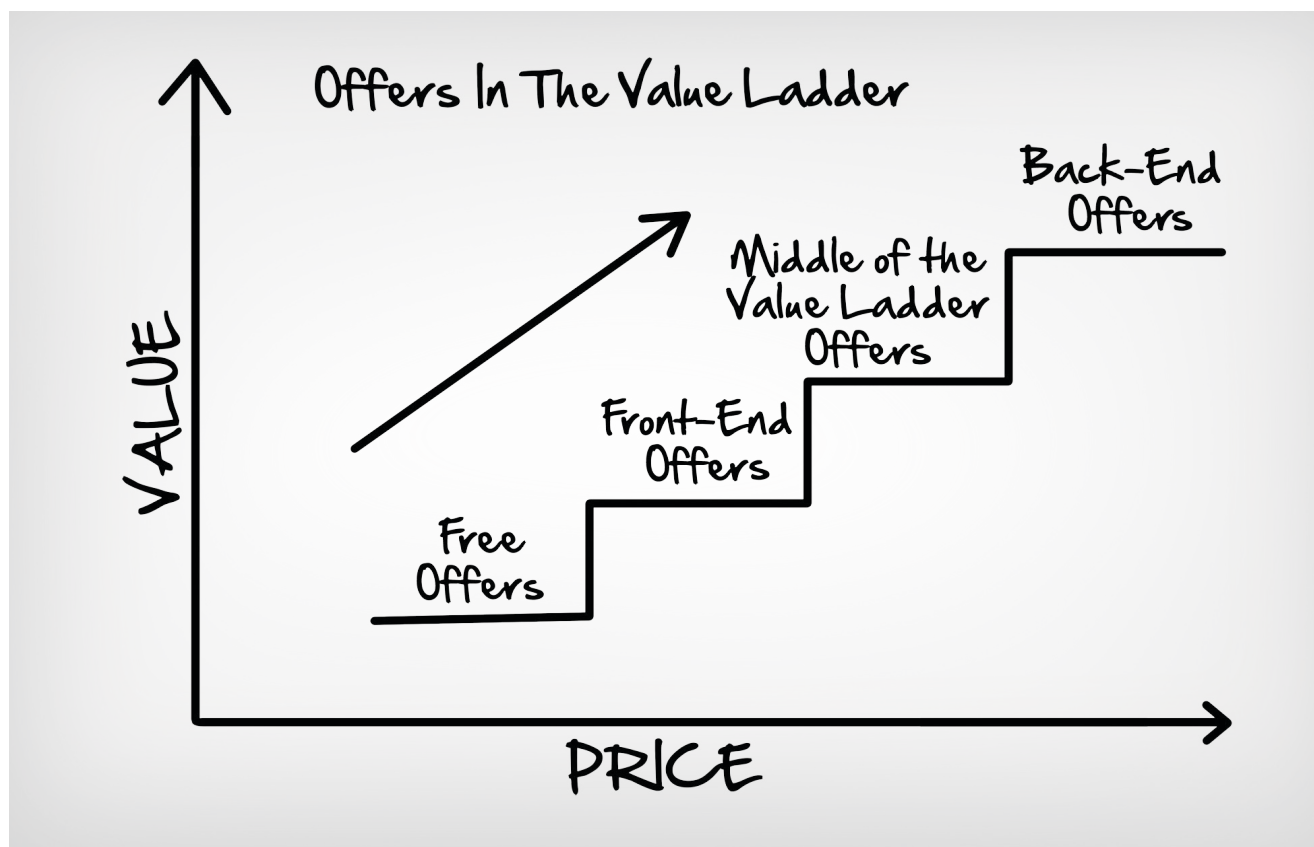 Offers In The Value Ladder
Back-End
Offers
Middle of the
Value Ladder
Offers
Front-End
Offers
Free
Offers
VALUE
PRICE